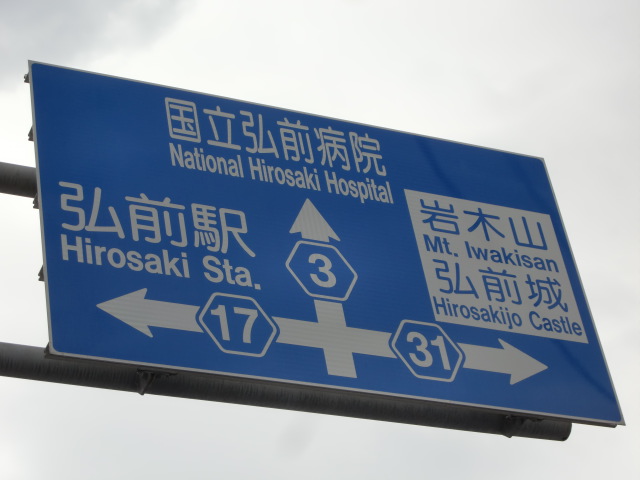 国立弘前病院
National Hirosaki Hospital
弘前駅
Hirosaki Sta.
岩木山
Mt. Iwakisan
弘前城
Hirosakijo Castle
3
17
31